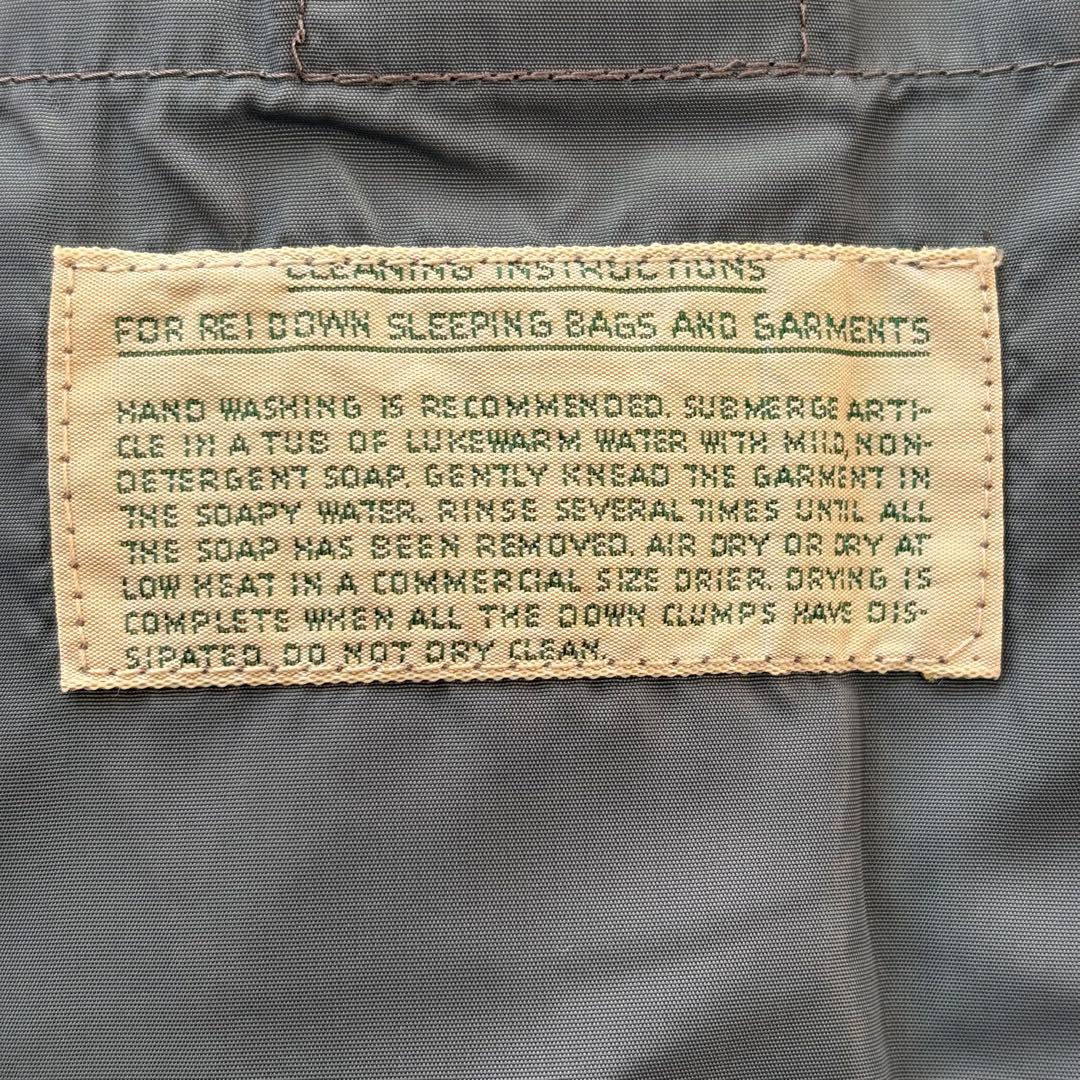 CLEANING INSTRUCTIONS
FOR REI DOWN SLEEPING BAGS AND GARMENTS
HAND WASHING IS RECOMMENDED. SUBMERGE ARTI-
CLE IN A TUB OF LUKEWARM WATER WITH MILD, NON-
DETERGENT SOAP. GENTLY KNEAD THE GARMENT IN
THE SOAPY WATER. RINSE SEVERAL TIMES UNTIL ALL
THE SOAP HAS BEEN REMOVED. AIR DRY OR DRY AT
LOW HEAT IN A COMMERCIAL SIZE DRIER. DRYING IS
COMPLETE WHEN ALL THE DOWN CLUMPS HAVE DIS-
SIPATED. DO NOT DRY CLEAN.